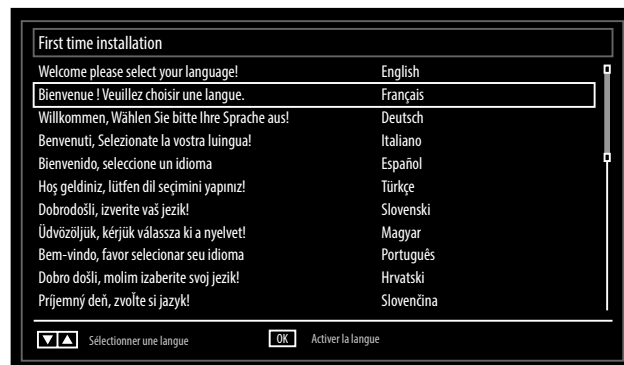 First time installation
Welcome please select your language! English
Bienvenue ! Veuillez choisir une langue. Français
Willkommen, Wählen Sie bitte Ihre Sprache aus! Deutsch
Benvenuti, Selezionate la vostra luingua! Italiano
Bienvenido, seleccione un idioma Español
Hoş geldiniz, lütfen dil seçimini yapınız! Türkçe
Dobrodošli, izverite vaš jezik! Slovenski
Üdvözöljük, kérjük válassza ki a nyelvet! Magyar
Bem-vindo, favor selecionar seu idioma Português
Dobro došli, molim izaberite svoj jezik! Hrvatski
Príjemný deň, zvoľte si jazyk! Slovenčina
Sélectionner une langue OK Activer la langue